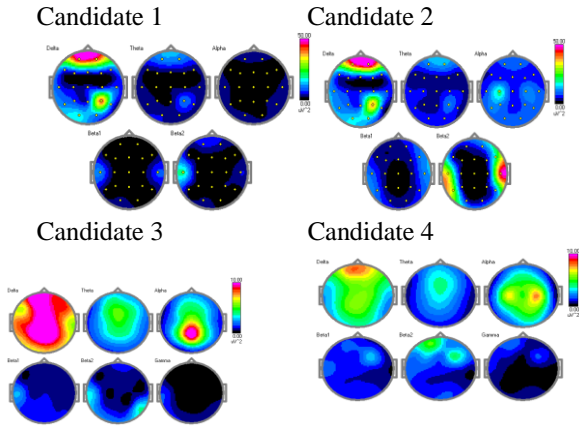 Candidate 1
Candidate 2
Delta Theta Alpha
50.00
0.00
uV^2
Beta1 Beta2
Delta Theta Alpha
50.00
0.00
uV^2
Beta1 Beta2
Candidate 3
Candidate 4
Delta Theta Alpha
10.00
0.00
uV^2
Beta1 Beta2 Gamma
Delta Theta Alpha
10.00
0.00
uV^2
Beta1 Beta2 Gamma